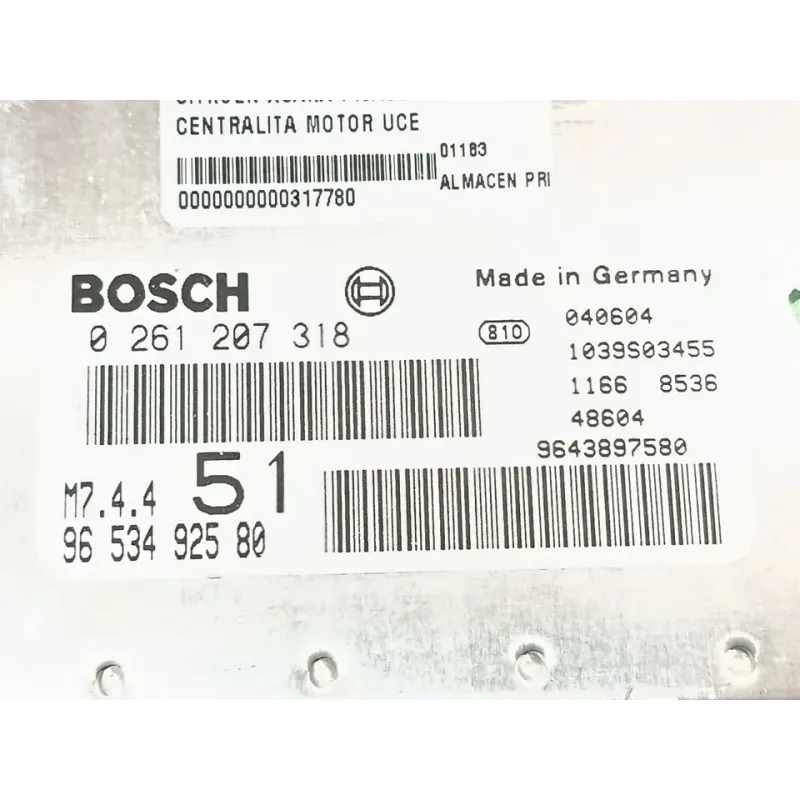 CENTRALITA MOTOR UCE
01183
0000000000317780
ALMACEN PRI
BOSCH
Made in Germany
0 261 207 318
810
040604
1039S03455
1166 8536
48604
9643897580
M7.4.4 51
96 534 925 80